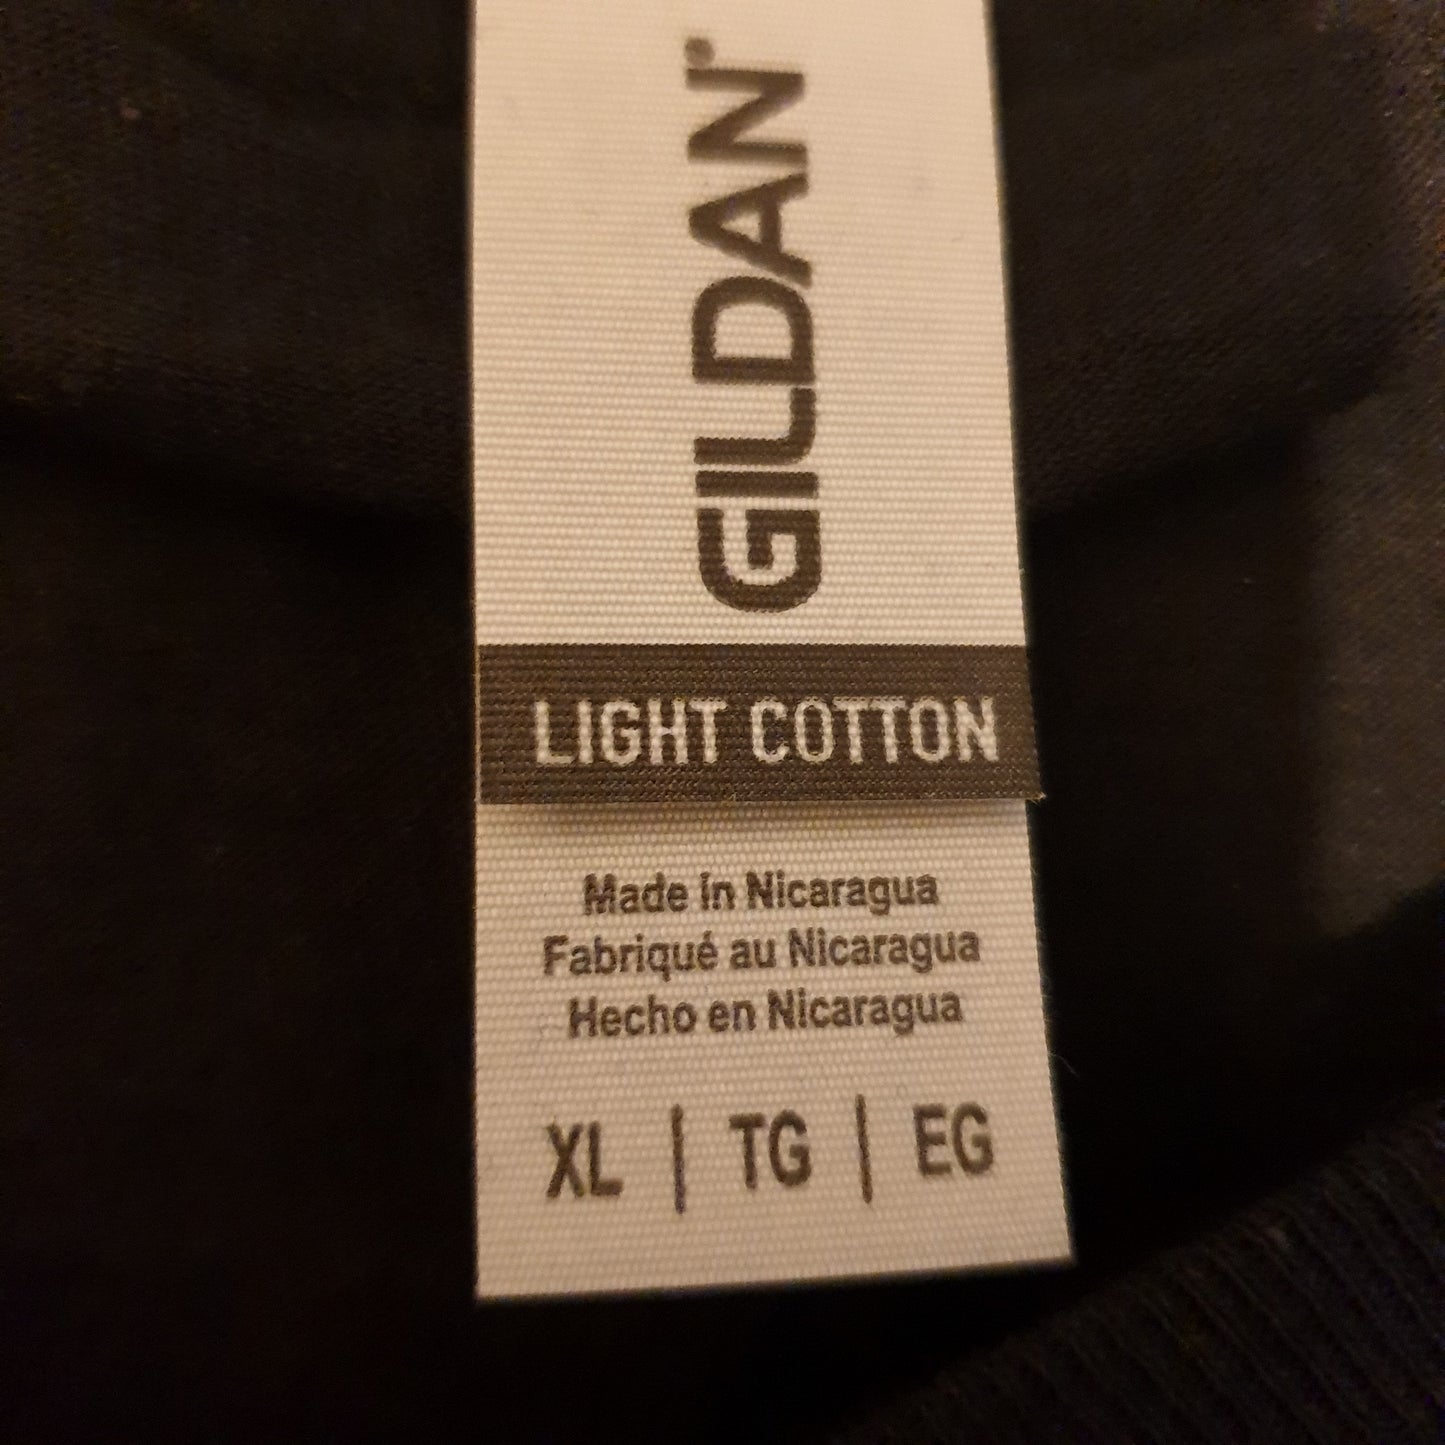 GILDAN®
LIGHT COTTON
Made in Nicaragua
Fabriqué au Nicaragua
Hecho en Nicaragua
XL | TG | EG